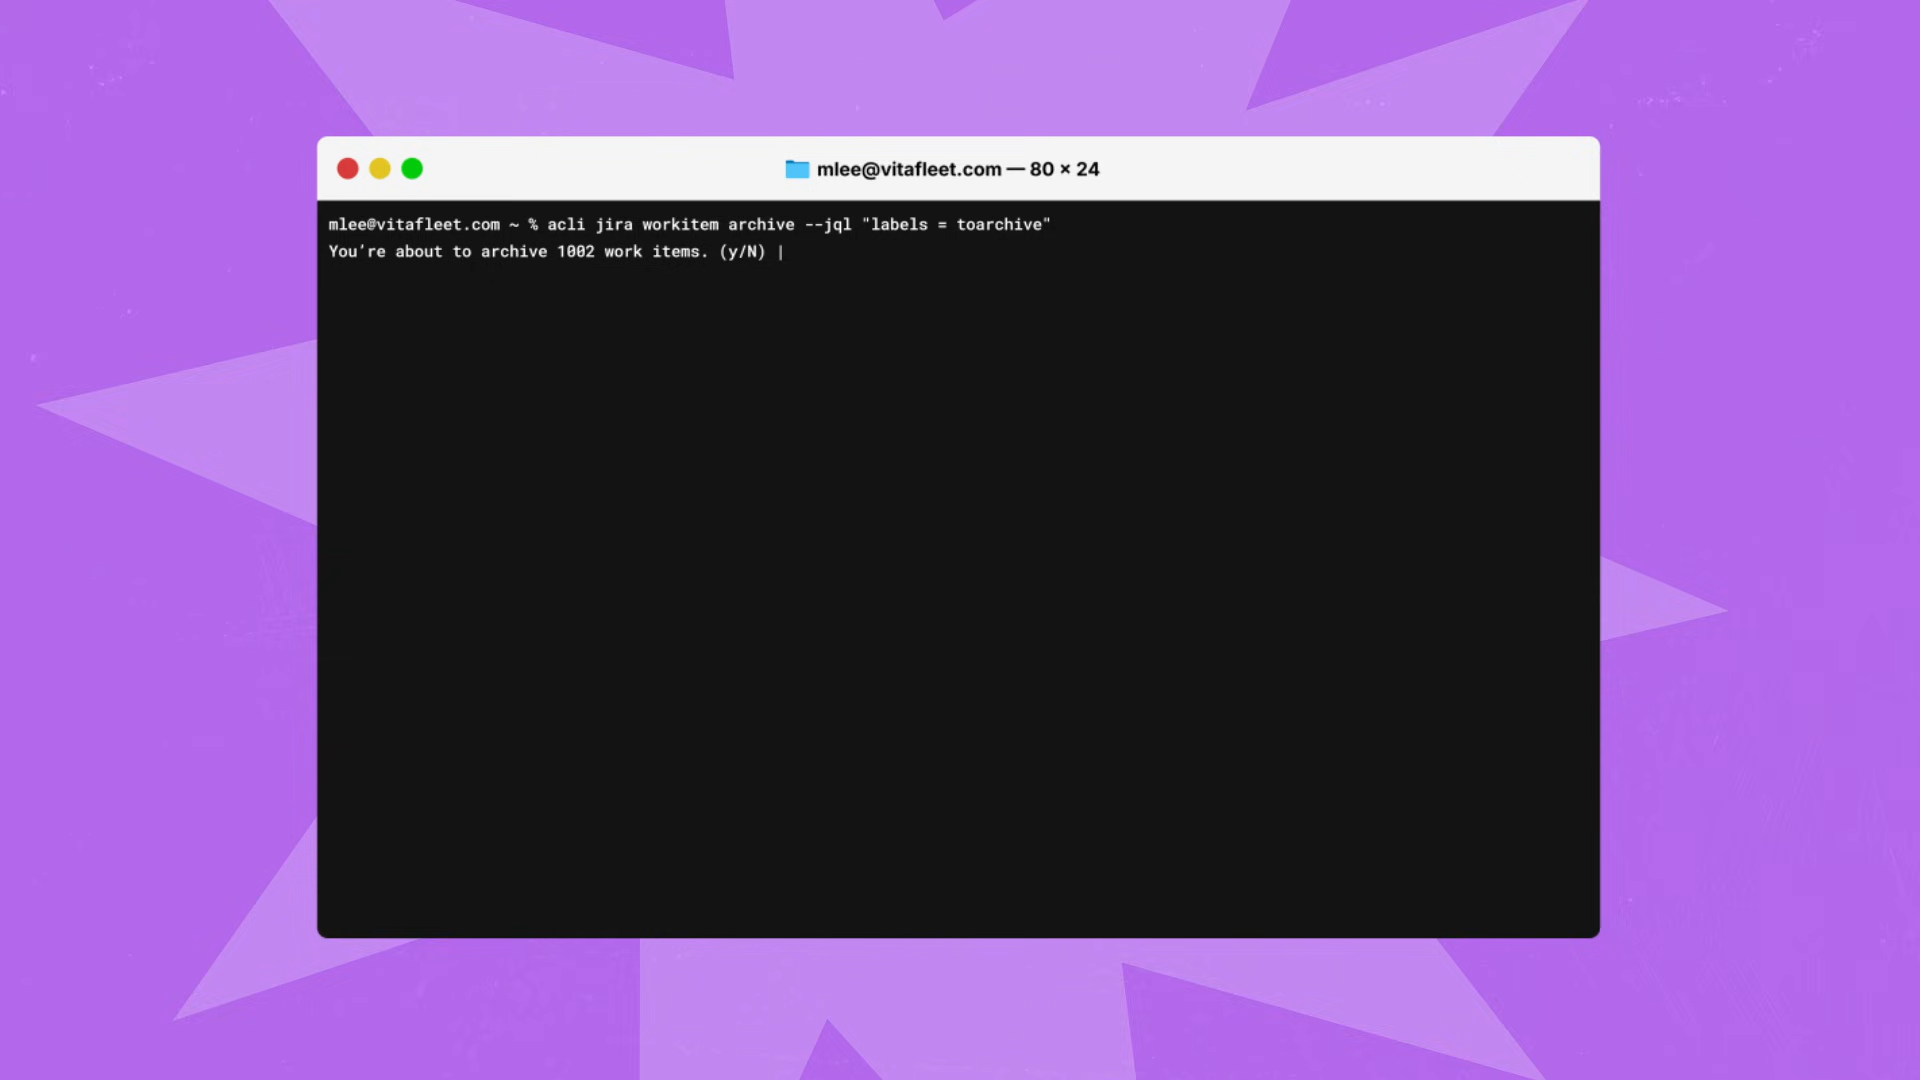 mlee@vitafleet.com — 80 × 24
mlee@vitafleet.com ~ % acli jira workitem archive --jql "labels = toarchive"
You’re about to archive 1002 work items. (y/N) |